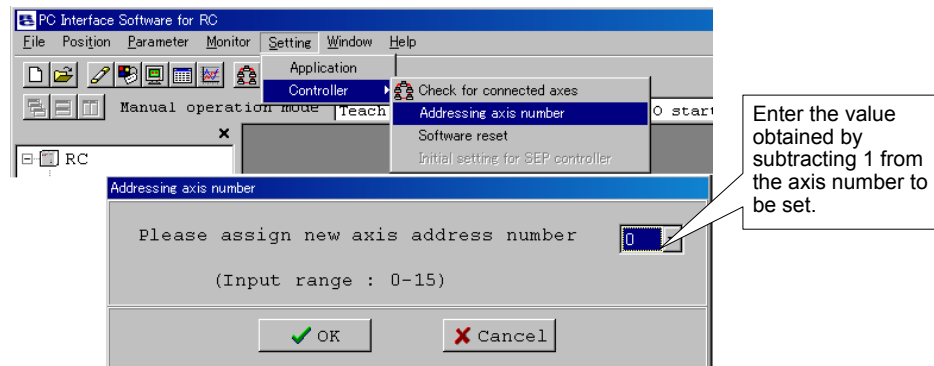 PC Interface Software for RC
File Position Parameter Monitor Setting Window Help
Application
Controller
Check for connected axes
Manual operation mode Teach
Addressing axis number
O start
Software reset
RC
Initial setting for SEP controller
Addressing axis number
Please assign new axis address number
0
(Input range : 0-15)
OK
Cancel
Enter the value
obtained by
subtracting 1 from
the axis number to
be set.